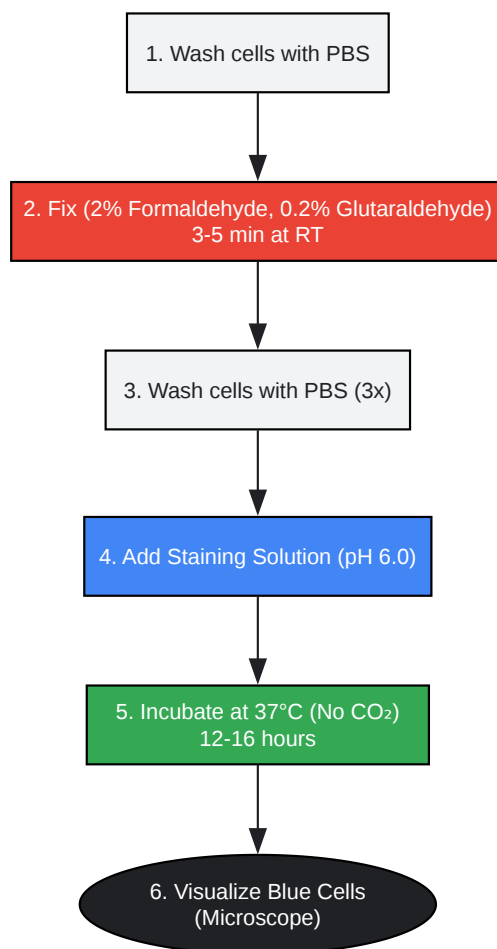 1. Wash cells with PBS
2. Fix (2% Formaldehyde, 0.2% Glutaraldehyde)
3-5 min at RT
3. Wash cells with PBS (3x)
4. Add Staining Solution (pH 6.0)
5. Incubate at 37°C (No CO₂)
12-16 hours
6. Visualize Blue Cells
(Microscope)